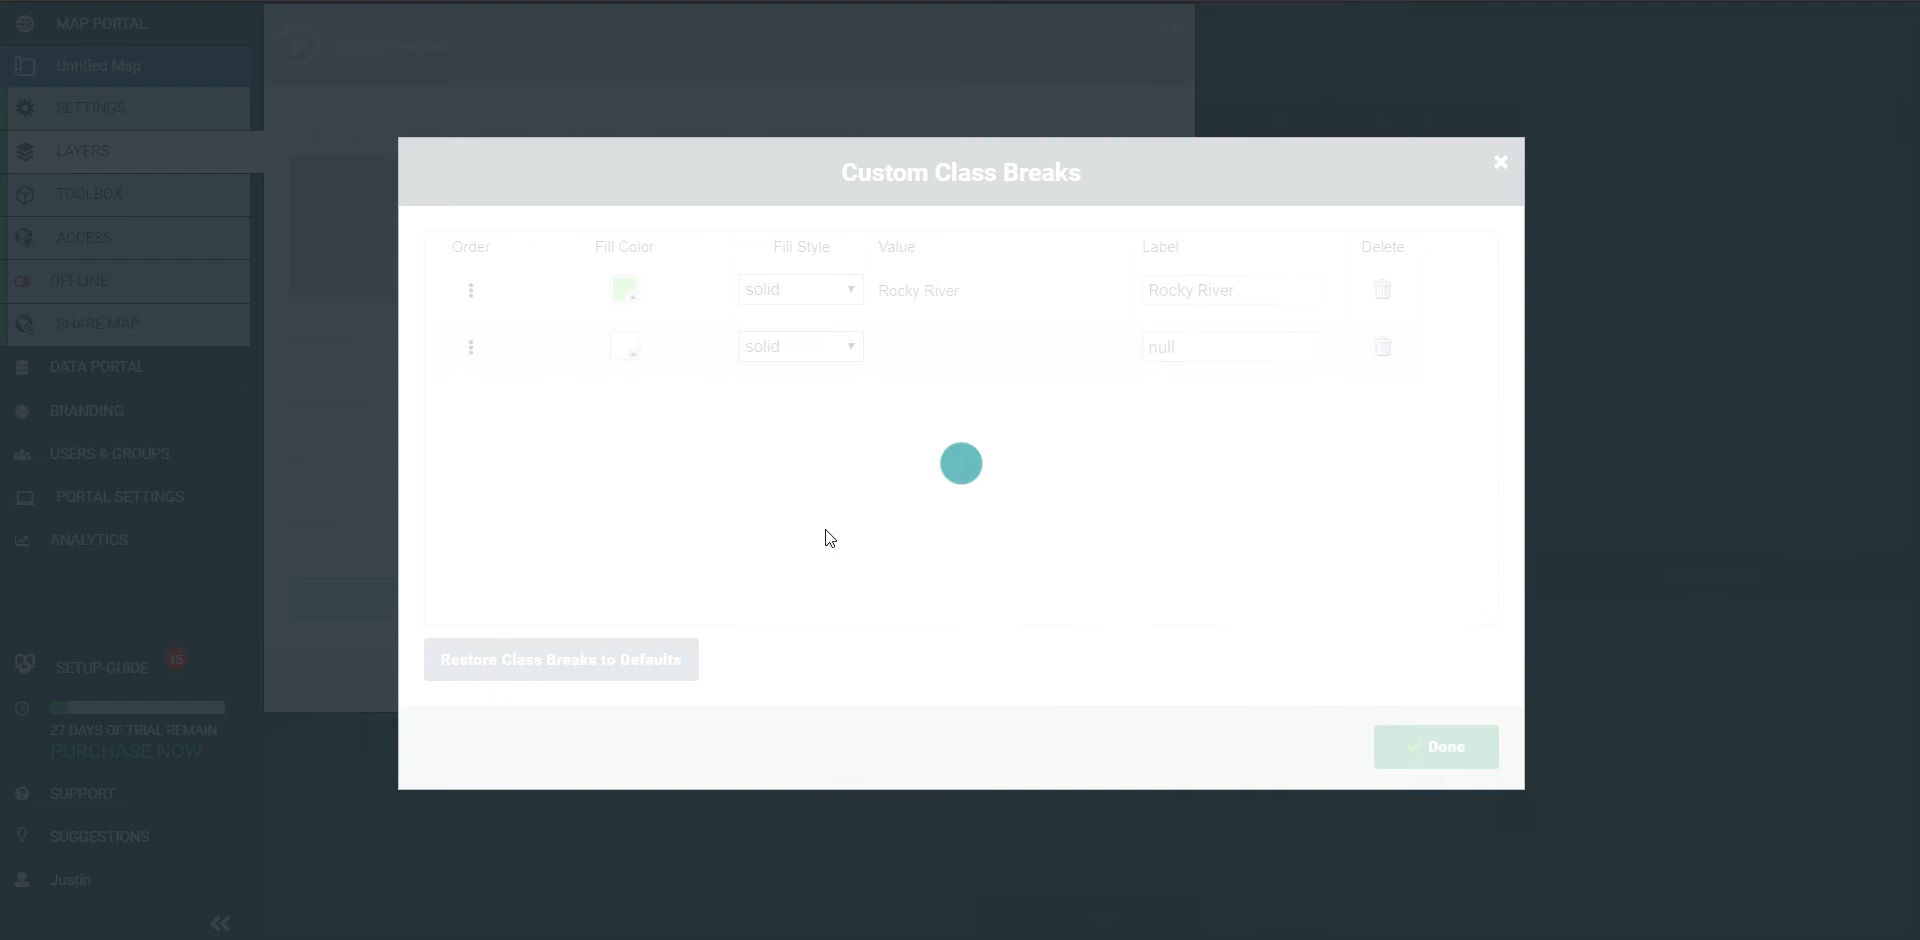 MAP PORTAL
Untitled Map
SETTINGS
LAYERS
TOOLBOX
ACCESS
OFFLINE
SHARE MAP
DATA PORTAL
BRANDING
USERS & GROUPS
PORTAL SETTINGS
ANALYTICS
SETUP-GUIDE 15
27 DAYS OF TRIAL REMAIN
PURCHASE NOW
SUPPORT
SUGGESTIONS
Justin
Custom Class Breaks
Order Fill Color Fill Style Value Label Delete
solid Rocky River Rocky River
solid null
Restore Class Breaks to Defaults
Done